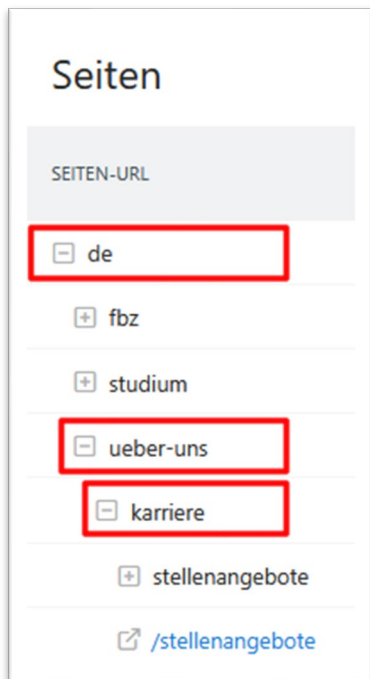 Seiten
SEITEN-URL
de
fbz
studium
ueber-uns
karriere
stellenangebote
/stellenangebote